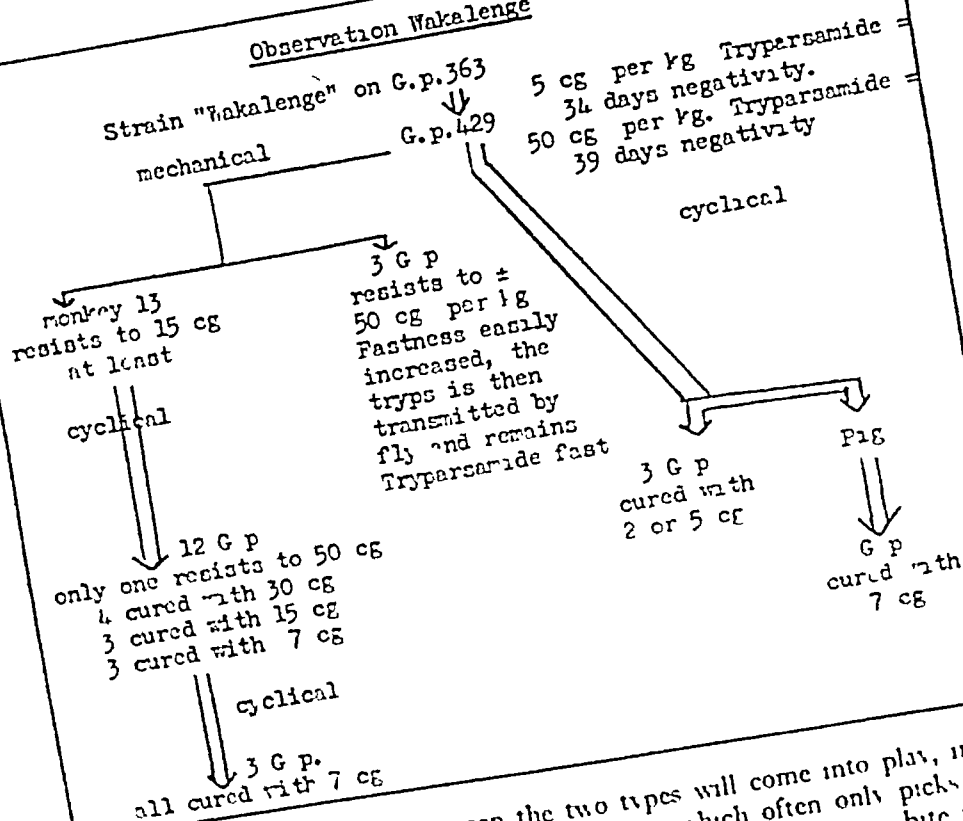 Observation Wakalenge
Strain "Wakalenge" on G.p.363
G.p.429
5 cg per kg Trypersamide =
34 days negativity.
50 cg per kg. Tryparsamide =
39 days negativity
mechanical
cyclical
monkey 13
resists to 15 cg
at least
3 G p
resists to ±
50 cg per kg
Fastness easily
increased, the
tryps is then
transmitted by
fly and remains
Tryparsamide fast
cyclical
3 G p
cured with
2 or 5 cg
Pig
G p
cured with
7 cg
12 G p
only one resists to 50 cg
4 cured with 30 cg
3 cured with 15 cg
3 cured with 7 cg
cyclical
3 G p.
all cured with 7 cg
the two types will come into play,
often only picks